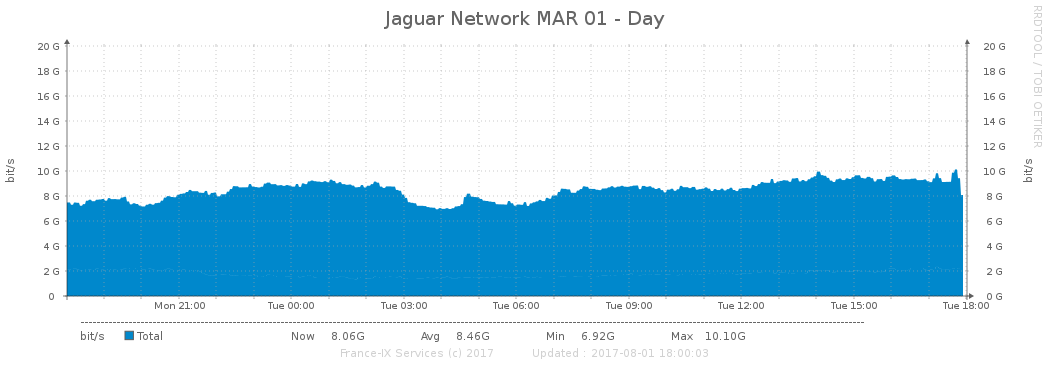 Jaguar Network MAR 01 - Day
RRDTOOL / TOBI OETIKER
bit/s
bit/s
20 G 20 G
18 G 18 G
16 G 16 G
14 G 14 G
12 G 12 G
10 G 10 G
8 G 8 G
6 G 6 G
4 G 4 G
2 G 2 G
0 0 G
Mon 21:00 Tue 00:00 Tue 03:00 Tue 06:00 Tue 09:00 Tue 12:00 Tue 15:00 Tue 18:00
bit/s Total Now 8.06G Avg 8.46G Min 6.92G Max 10.10G
France-IX Services (c) 2017 Updated : 2017-08-01 18:00:03